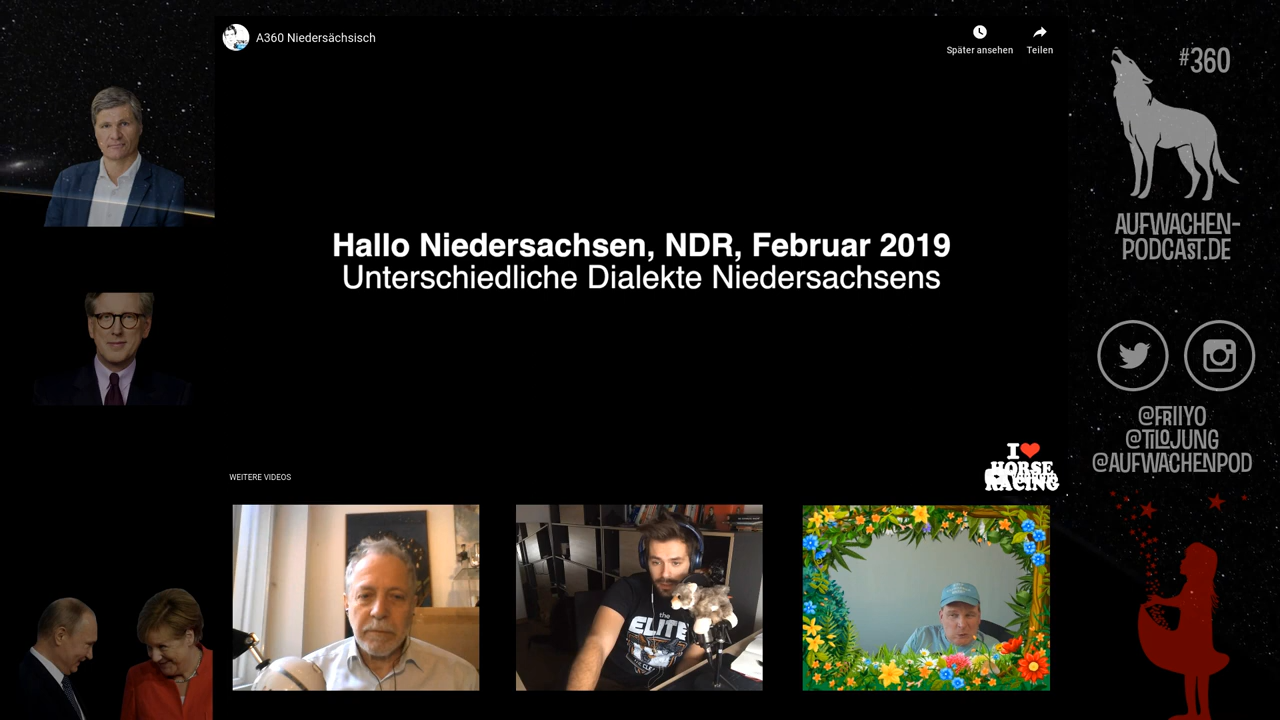 A360 Niedersächsisch
Später ansehen
Teilen
#360
AUFWACHEN-
PODCAST.DE
Hallo Niedersachsen, NDR, Februar 2019
Unterschiedliche Dialekte Niedersachsens
@FRIIYO
@TILOJUNG
@AUFWACHENPOD
I
HORSE
RACING
WEITERE VIDEOS
the
ELITE